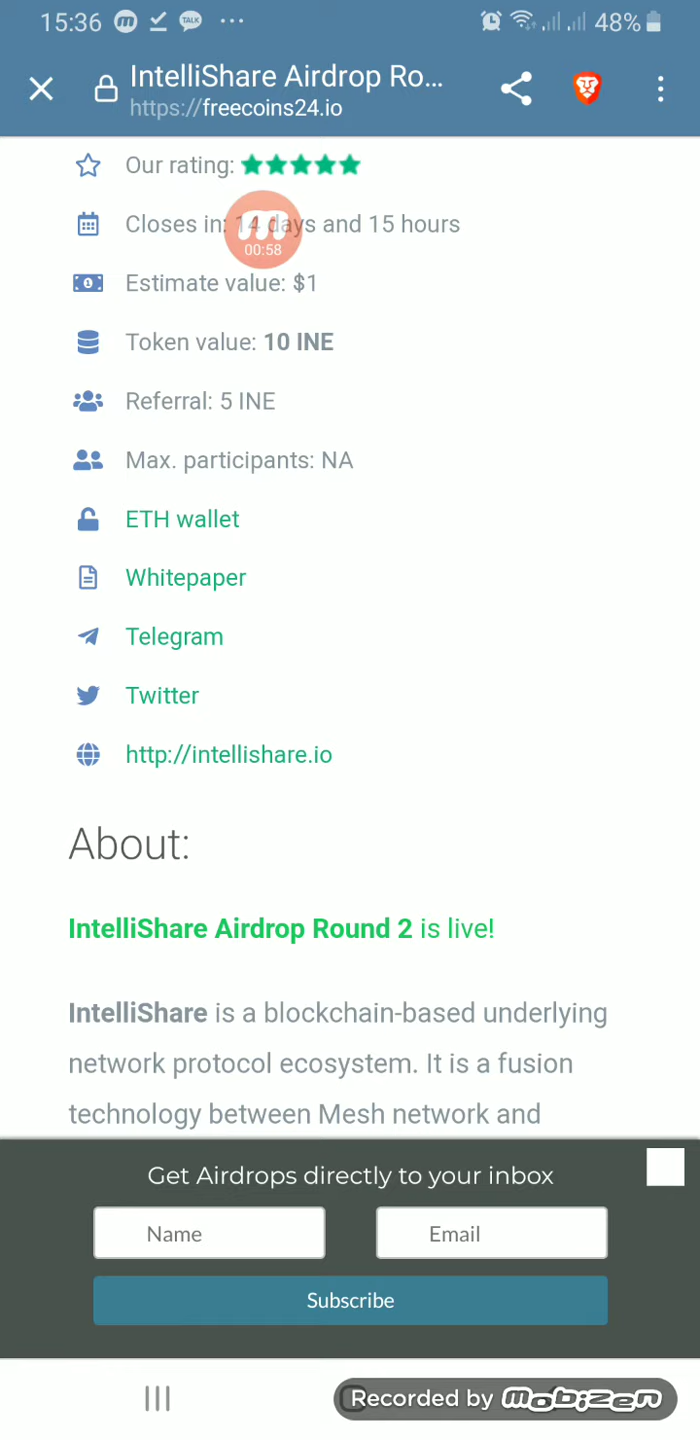 15:36 TALK ... 48%
IntelliShare Airdrop Ro...
https://freecoins24.io
Our rating:
Closes in: 14 days and 15 hours
00:58
Estimate value: $1
Token value: 10 INE
Referral: 5 INE
Max. participants: NA
ETH wallet
Whitepaper
Telegram
Twitter
http://intellishare.io
About:
IntelliShare Airdrop Round 2 is live!
IntelliShare is a blockchain-based underlying
network protocol ecosystem. It is a fusion
technology between Mesh network and
Get Airdrops directly to your inbox
Name Email
Subscribe
Recorded by mobizen